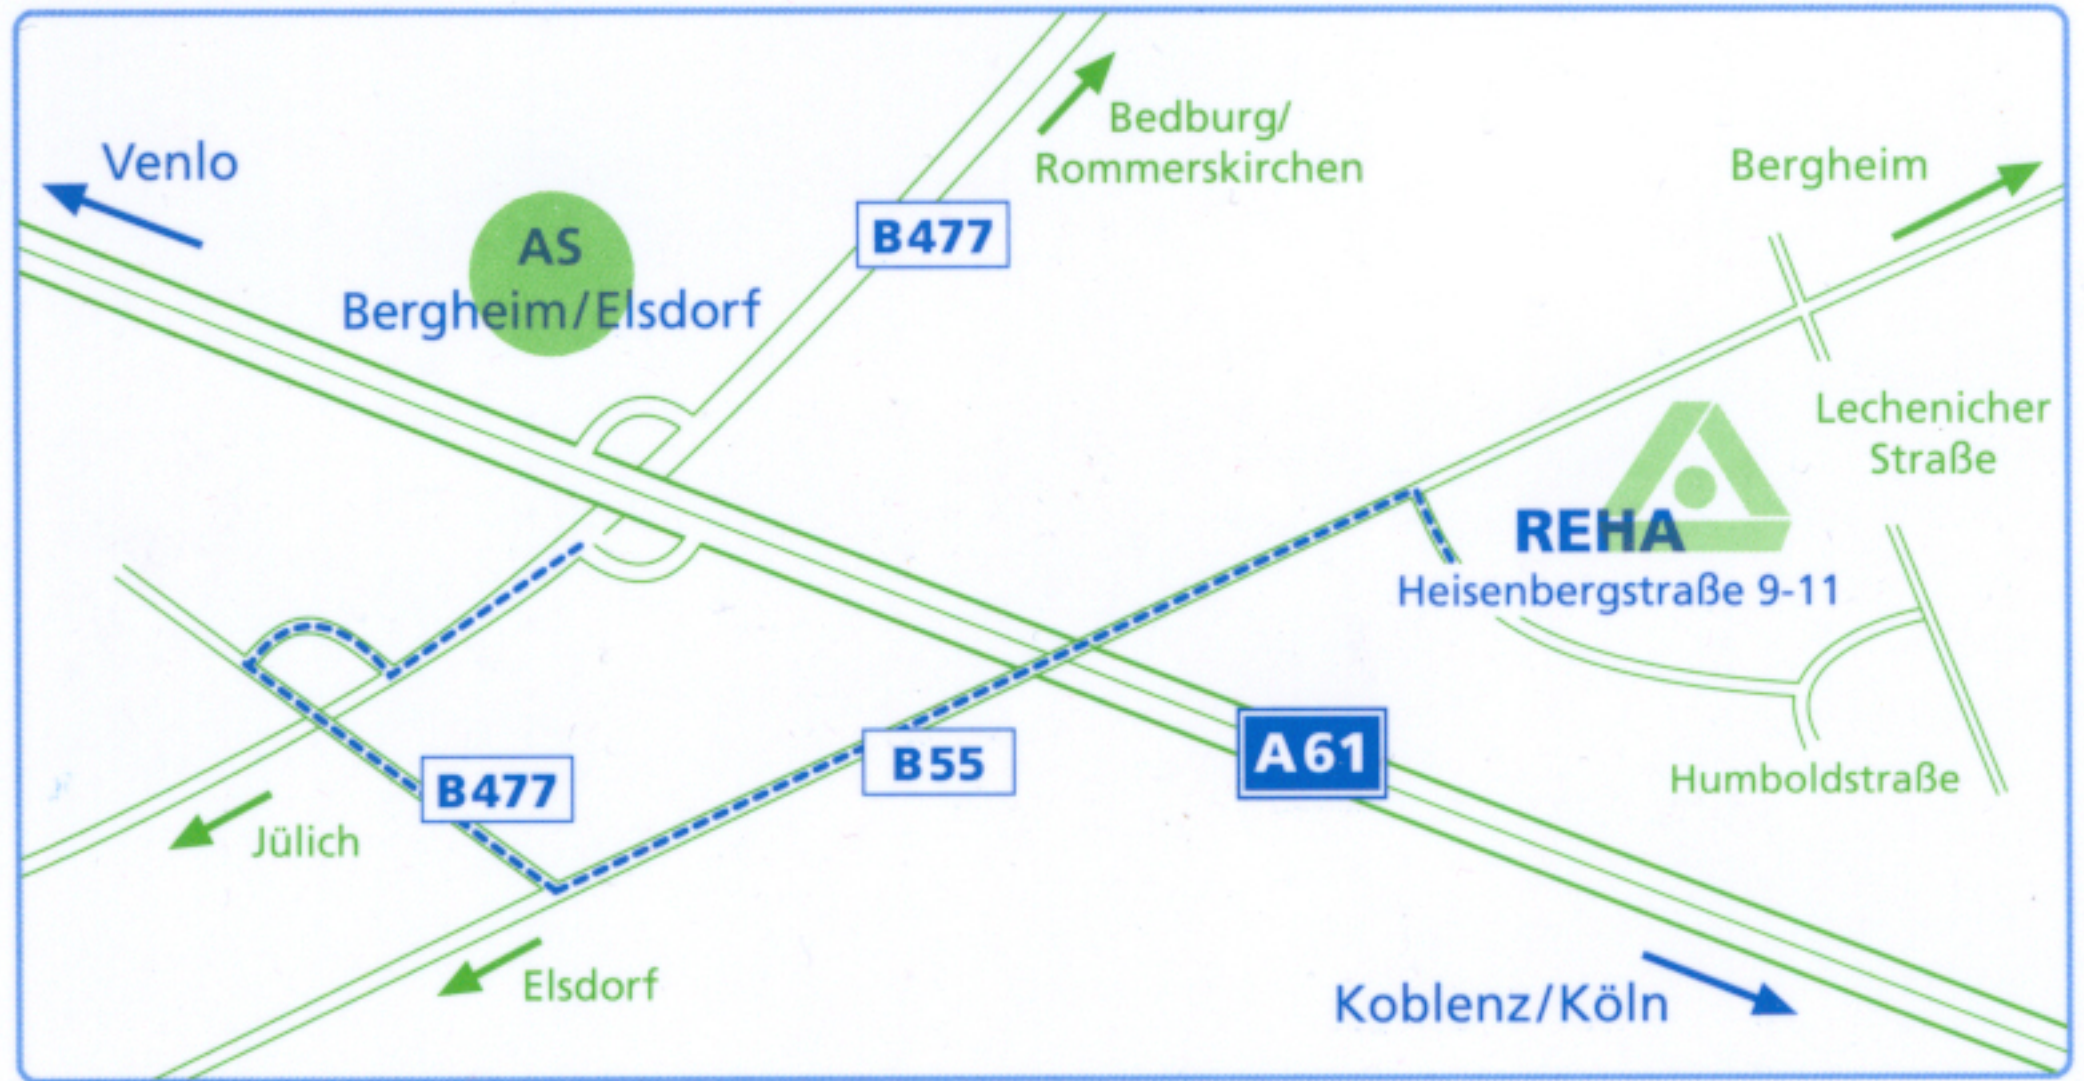 Bedburg/
Rommerskirchen
Venlo
Bergheim
AS
Bergheim/Elsdorf
B477
Lechenicher
Straße
REHA
Heisenbergstraße 9-11
B55
A61
B477
Humboldstraße
Jülich
Elsdorf
Koblenz/Köln